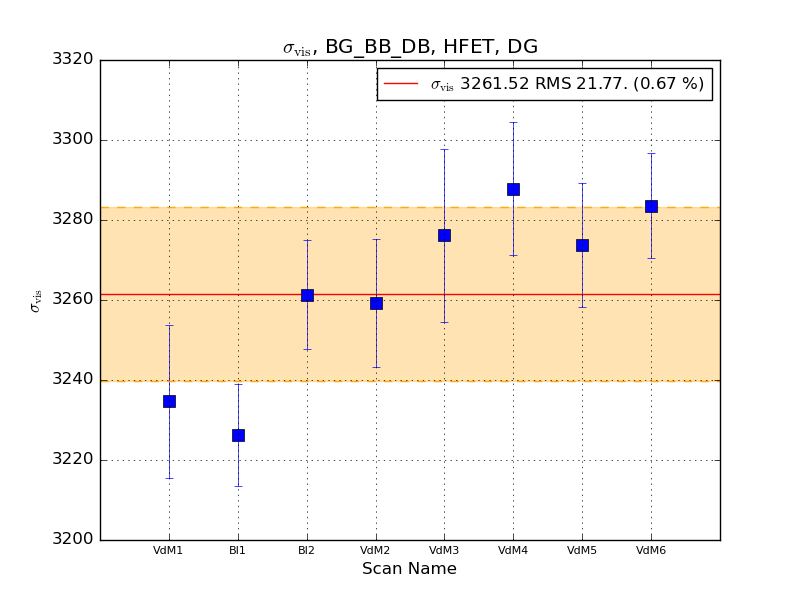 σvis, BG_BB_DB, HFET, DG
σvis 3261.52 RMS 21.77. (0.67 %)
3320
3300
3280
3260
3240
3220
3200
σvis
VdM1 BI1 BI2 VdM2 VdM3 VdM4 VdM5 VdM6
Scan Name